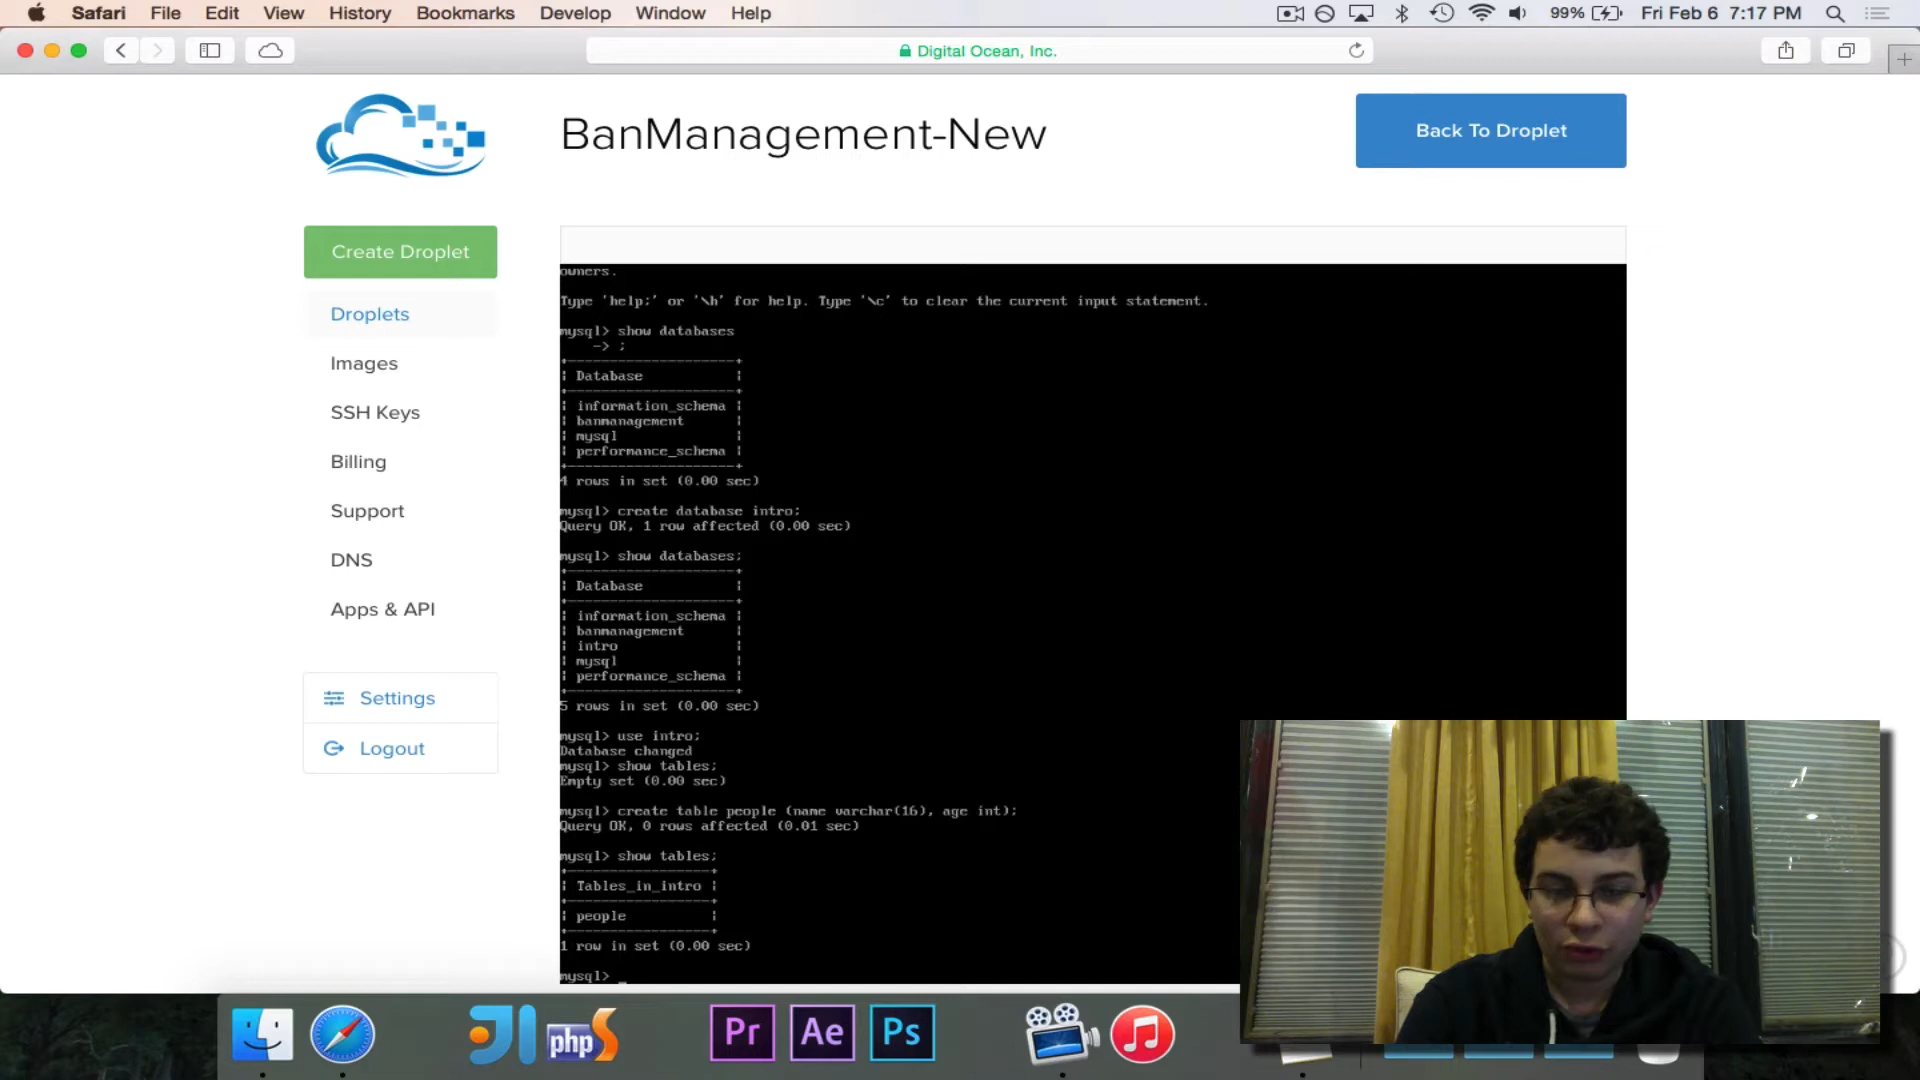 Safari File Edit View History Bookmarks Develop Window Help 99% Fri Feb 6 7:17 PM
Digital Ocean, Inc.
BanManagement-New
Back To Droplet
Create Droplet
Droplets
Images
SSH Keys
Billing
Support
DNS
Apps & API
Settings
Logout
owners.
Type 'help;' or '\h' for help. Type '\c' to clear the current input statement.
mysql> show databases
-> ;
| Database |
| information_schema |
| banmanagement |
| mysql |
| performance_schema |
4 rows in set (0.00 sec)
mysql> create database intro;
Query OK, 1 row affected (0.00 sec)
mysql> show databases;
| Database |
| information_schema |
| banmanagement |
| intro |
| mysql |
| performance_schema |
5 rows in set (0.00 sec)
mysql> use intro;
Database changed
mysql> show tables;
Empty set (0.00 sec)
mysql> create table people (name varchar(16), age int);
Query OK, 0 rows affected (0.01 sec)
mysql> show tables;
| Tables_in_intro |
| people |
1 row in set (0.00 sec)
mysql> _
JI phpS Pr Ae Ps